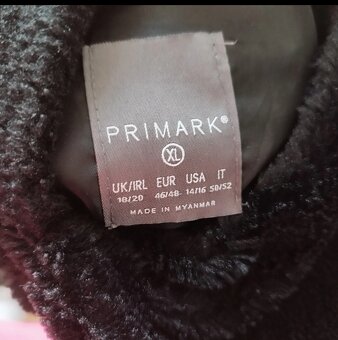 PRIMARK®
XL
UK/IRL EUR USA IT
18/20 46/48 14/16 50/52
MADE IN MYANMAR